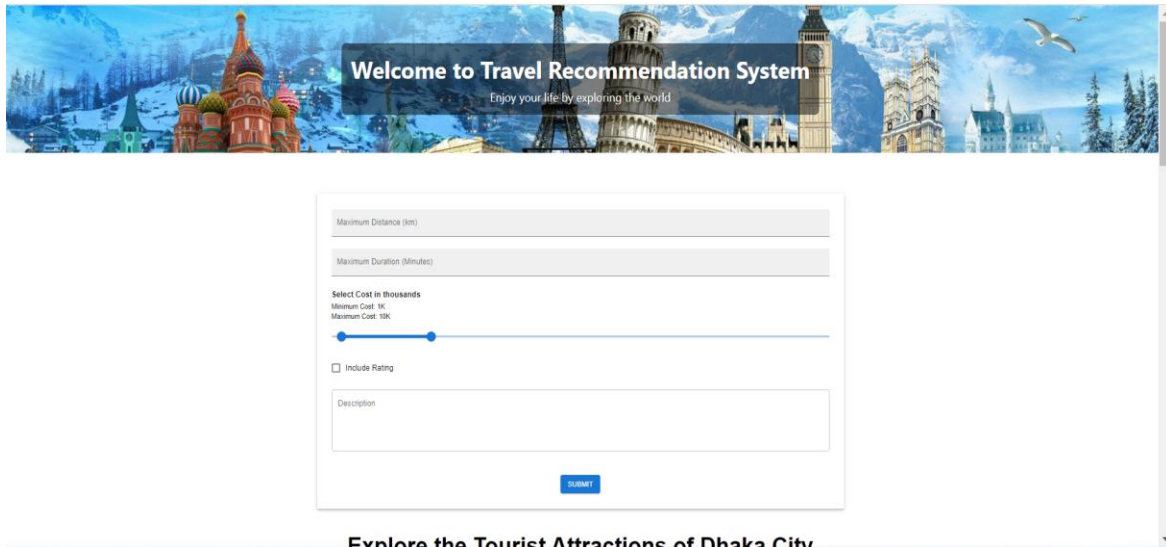 Welcome to Travel Recommendation System
Enjoy your life by exploring the world
Maximum Distance (km)
Maximum Duration (Minutes)
Select Cost in thousands
Minimum Cost: 1K
Maximum Cost: 10K
Include Rating
Description
SUBMIT
Explore the Tourist Attractions of Dhaka City